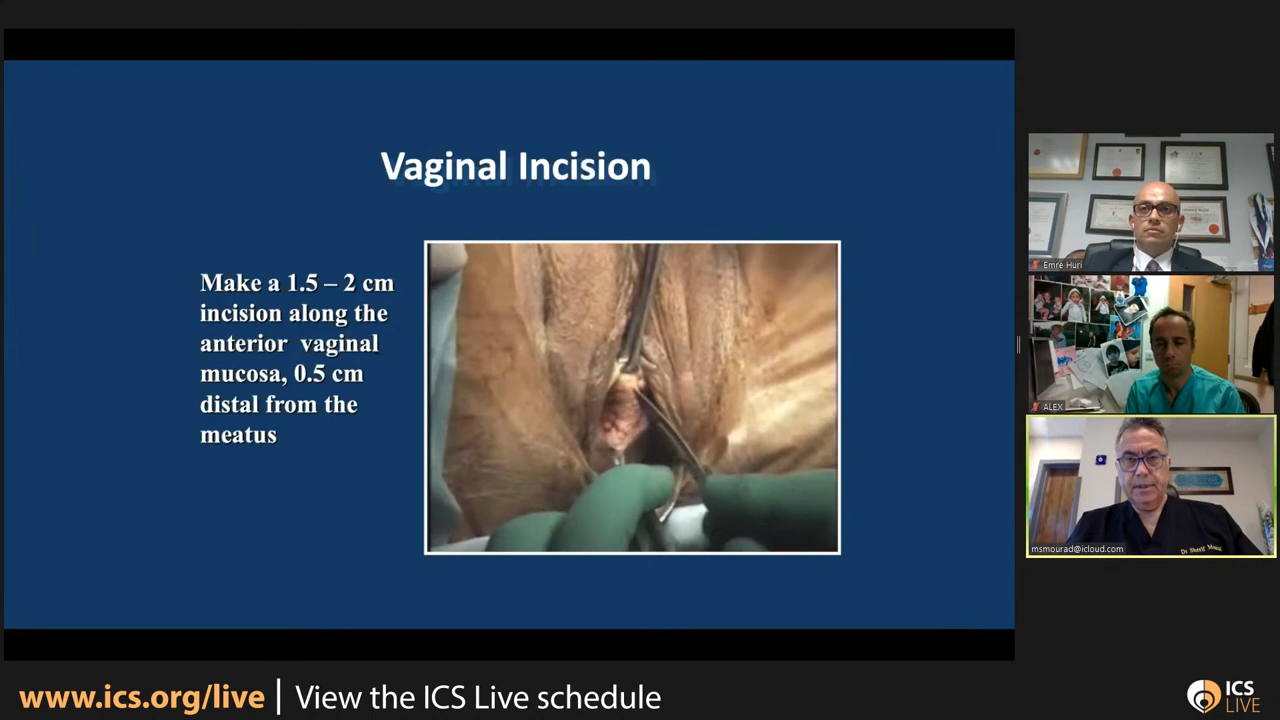 Vaginal Incision
Make a 1.5 – 2 cm
incision along the
anterior vaginal
mucosa, 0.5 cm
distal from the
meatus
Emre Huri
ALEX
msmourad@icloud.com
www.ics.org/live | View the ICS Live schedule
ICS
LIVE